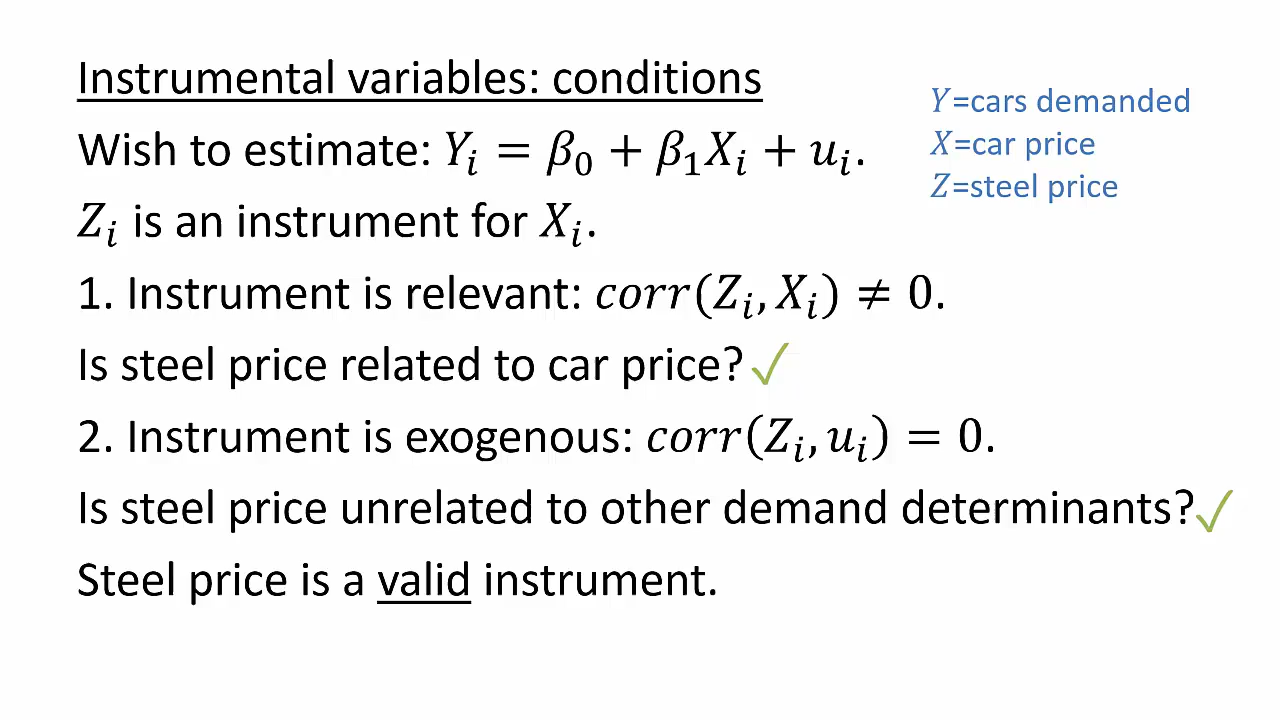 Instrumental variables: conditions
Y=cars demanded
Wish to estimate: Yᵢ = β₀ + β₁Xᵢ + uᵢ.
X=car price
Z=steel price
Zᵢ is an instrument for Xᵢ.
1. Instrument is relevant: corr(Zᵢ, Xᵢ) ≠ 0.
Is steel price related to car price? ✓
2. Instrument is exogenous: corr(Zᵢ, uᵢ) = 0.
Is steel price unrelated to other demand determinants? ✓
Steel price is a valid instrument.